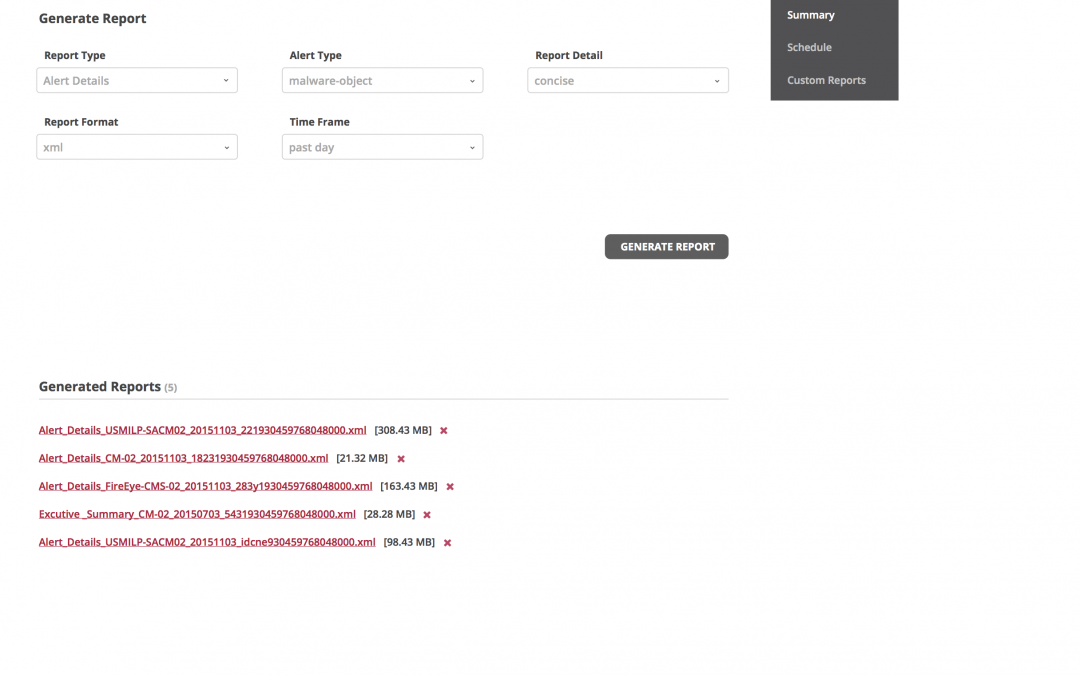 Generate Report
Summary
Schedule
Custom Reports
Report Type
Alert Type
Report Detail
Alert Details
malware-object
concise
Report Format
Time Frame
xml
past day
GENERATE REPORT
Generated Reports (5)
Alert_Details_USMILP-SACM02_20151103_221930459768048000.xml [308.43 MB] ✖
Alert_Details_CM-02_20151103_18231930459768048000.xml [21.32 MB] ✖
Alert_Details_FireEye-CMS-02_20151103_283y1930459768048000.xml [163.43 MB] ✖
Excutive _Summary_CM-02_20150703_5431930459768048000.xml [28.28 MB] ✖
Alert_Details_USMILP-SACM02_20151103_idcne930459768048000.xml [98.43 MB] ✖